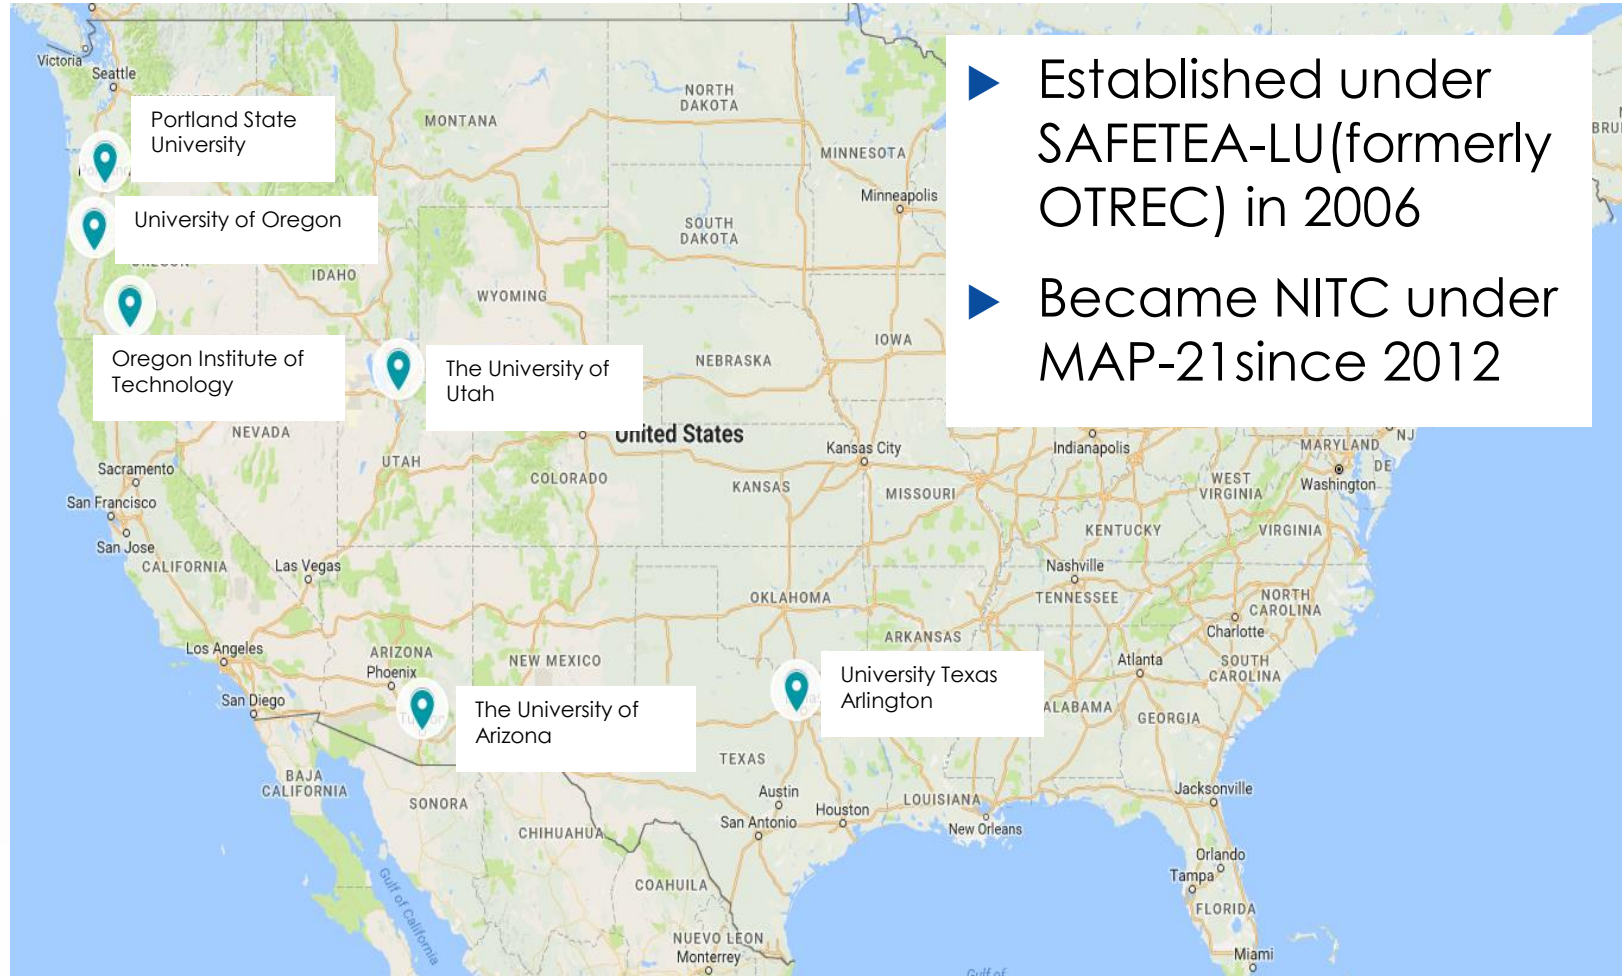 Established under
SAFETEA-LU(formerly
OTREC) in 2006
Became NITC under
MAP-21since 2012
Victoria
Seattle
Portland State
University
University of Oregon
Oregon Institute of
Technology
The University of
Utah
The University of
Arizona
University Texas
Arlington
NORTH
DAKOTA
MONTANA
MINNESOTA
Minneapolis
SOUTH
DAKOTA
IDAHO
WYOMING
IOWA
NEBRASKA
NEVADA
United States
Kansas City
Indianapolis
MARYLAND
NJ
DE
Washington
WEST
VIRGINIA
Sacramento
San Francisco
San Jose
UTAH
COLORADO
KANSAS
MISSOURI
KENTUCKY
VIRGINIA
CALIFORNIA
Las Vegas
Nashville
TENNESSEE
OKLAHOMA
NORTH
CAROLINA
Charlotte
ARKANSAS
Los Angeles
ARIZONA
Phoenix
NEW MEXICO
Atlanta
SOUTH
CAROLINA
San Diego
ALABAMA
GEORGIA
TEXAS
BAJA
CALIFORNIA
SONORA
Austin
Houston
San Antonio
LOUISIANA
New Orleans
Jacksonville
CHIHUAHUA
Orlando
Tampa
COAHUILA
Gulf of California
FLORIDA
NUEVO LEON
Monterrey
Miami
Gulf of